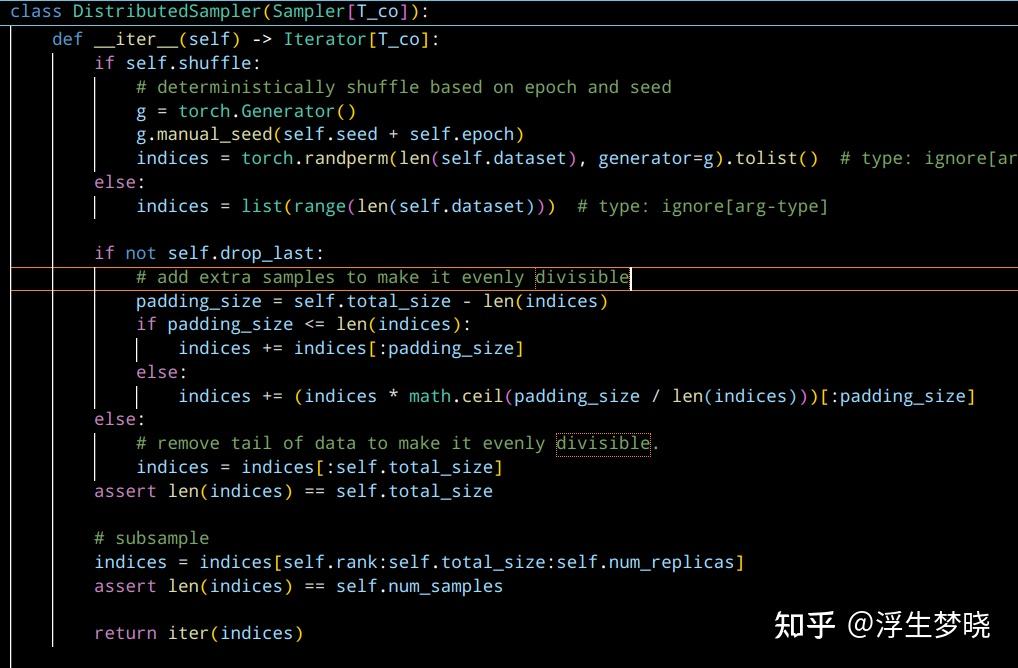 class DistributedSampler(Sampler[T_co]):
    def __iter__(self) -> Iterator[T_co]:
        if self.shuffle:
            # deterministically shuffle based on epoch and seed
            g = torch.Generator()
            g.manual_seed(self.seed + self.epoch)
            indices = torch.randperm(len(self.dataset), generator=g).tolist()  # type: ignore[ar
        else:
            indices = list(range(len(self.dataset)))  # type: ignore[arg-type]

        if not self.drop_last:
            # add extra samples to make it evenly divisible
            padding_size = self.total_size - len(indices)
            if padding_size <= len(indices):
                indices += indices[:padding_size]
            else:
                indices += (indices * math.ceil(padding_size / len(indices)))[:padding_size]
        else:
            # remove tail of data to make it evenly divisible.
            indices = indices[:self.total_size]
        assert len(indices) == self.total_size

        # subsample
        indices = indices[self.rank:self.total_size:self.num_replicas]
        assert len(indices) == self.num_samples

        return iter(indices)
知乎 @浮生梦晓